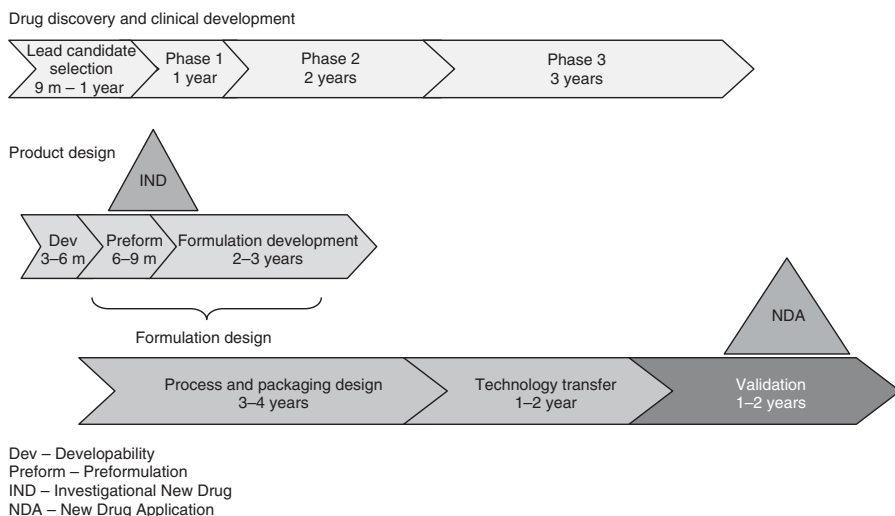 Drug discovery and clinical development
Lead candidate
selection
9 m – 1 year
Phase 1
1 year
Phase 2
2 years
Phase 3
3 years
Product design
IND
Dev
3–6 m
Preform
6–9 m
Formulation development
2–3 years
Formulation design
NDA
Process and packaging design
3–4 years
Technology transfer
1–2 year
Validation
1–2 years
Dev – Developability
Preform – Preformulation
IND – Investigational New Drug
NDA – New Drug Application